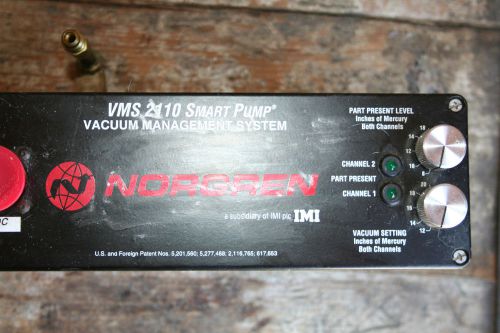 VMS 2110 SMART PUMP®
VACUUM MANAGEMENT SYSTEM
NORGREN
a subsidiary of IMI plc IMI
U.S. and Foreign Patent Nos. 5,201,560; 5,277,468; 2,116,765; 617,663
PART PRESENT LEVEL
Inches of Mercury
Both Channels
CHANNEL 2
PART PRESENT
CHANNEL 1
VACUUM SETTING
Inches of Mercury
Both Channels